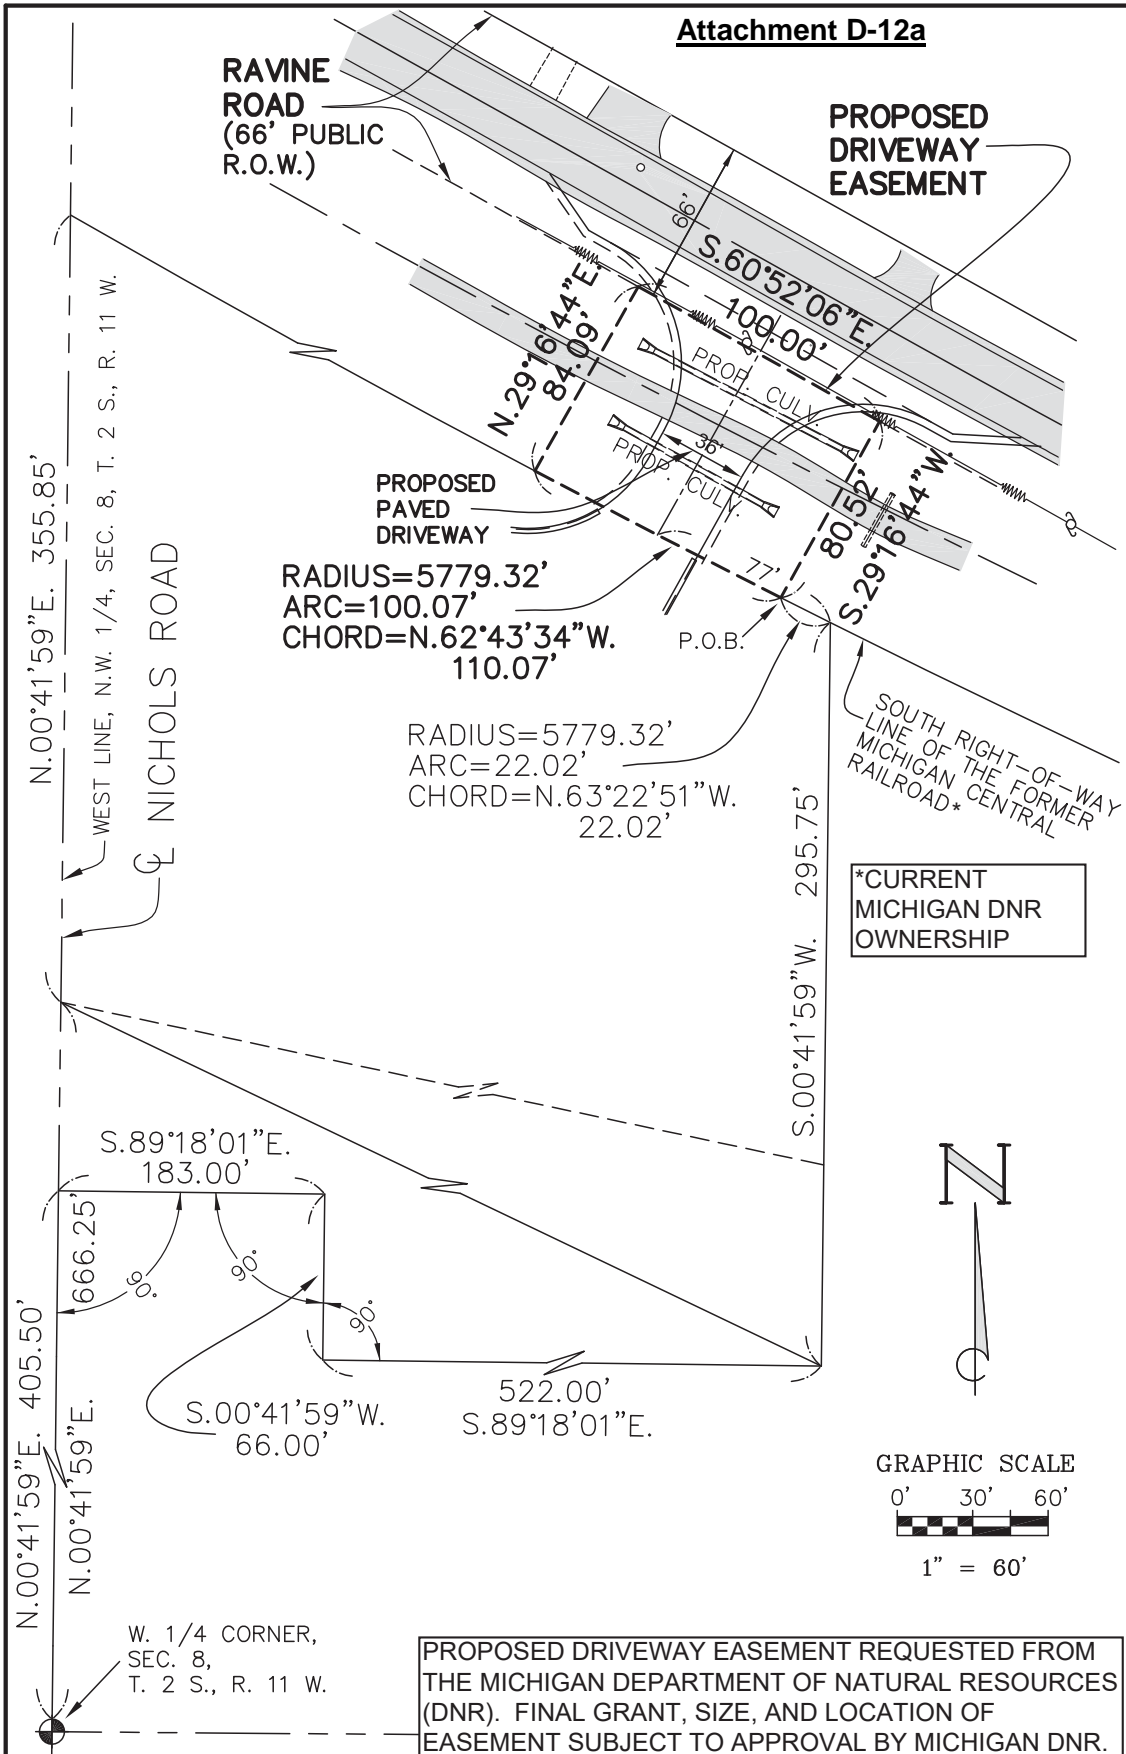 Attachment D-12a
RAVINE
ROAD
(66' PUBLIC
R.O.W.)
PROPOSED
DRIVEWAY
EASEMENT
66'
S.60°52'06"E.
100.00'
N.29°16'44"E.
84.09'
PROP. CULV.
PROP. CULV.
36'
PROPOSED
PAVED
DRIVEWAY
80.52'
S.29°16'44"W.
77'
P.O.B.
RADIUS=5779.32'
ARC=100.07'
CHORD=N.62°43'34"W.
110.07'
RADIUS=5779.32'
ARC=22.02'
CHORD=N.63°22'51"W.
22.02'
SOUTH RIGHT-OF-WAY
LINE OF THE FORMER
MICHIGAN CENTRAL
RAILROAD*
*CURRENT
MICHIGAN DNR
OWNERSHIP
N.00°41'59"E. 355.85'
WEST LINE, N.W. 1/4, SEC. 8, T. 2 S., R. 11 W.
℄ NICHOLS ROAD
S.00°41'59"W. 295.75'
S.89°18'01"E.
183.00'
666.25'
90°
90°
90°
N.00°41'59"E. 405.50'
N.00°41'59"E.
S.00°41'59"W.
66.00'
522.00'
S.89°18'01"E.
N
GRAPHIC SCALE
0' 30' 60'
1" = 60'
W. 1/4 CORNER,
SEC. 8,
T. 2 S., R. 11 W.
PROPOSED DRIVEWAY EASEMENT REQUESTED FROM
THE MICHIGAN DEPARTMENT OF NATURAL RESOURCES
(DNR). FINAL GRANT, SIZE, AND LOCATION OF
EASEMENT SUBJECT TO APPROVAL BY MICHIGAN DNR.